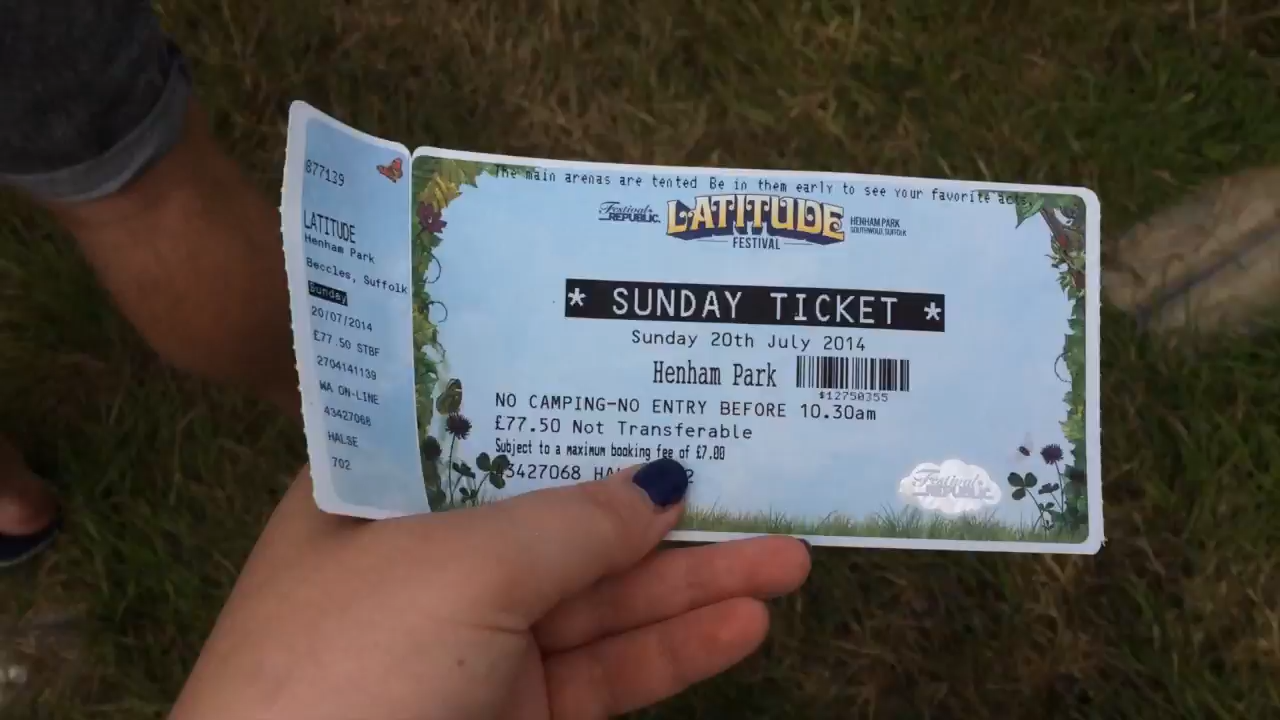 877139
LATITUDE
Henham Park
Beccles, Suffolk
Sunday
20/07/2014
£77.50 STBF
2704141139
WA ON-LINE
43427068
HALSE
702
The main arenas are tented Be in them early to see your favorite acts.
Festival REPUBLIC.
LATITUDE
FESTIVAL
HENHAM PARK
SOUTHWOLD, SUFFOLK
* SUNDAY TICKET *
Sunday 20th July 2014
Henham Park
$12750355
NO CAMPING-NO ENTRY BEFORE 10.30am
£77.50 Not Transferable
Subject to a maximum booking fee of £7.00
43427068
Festival REPUBLIC